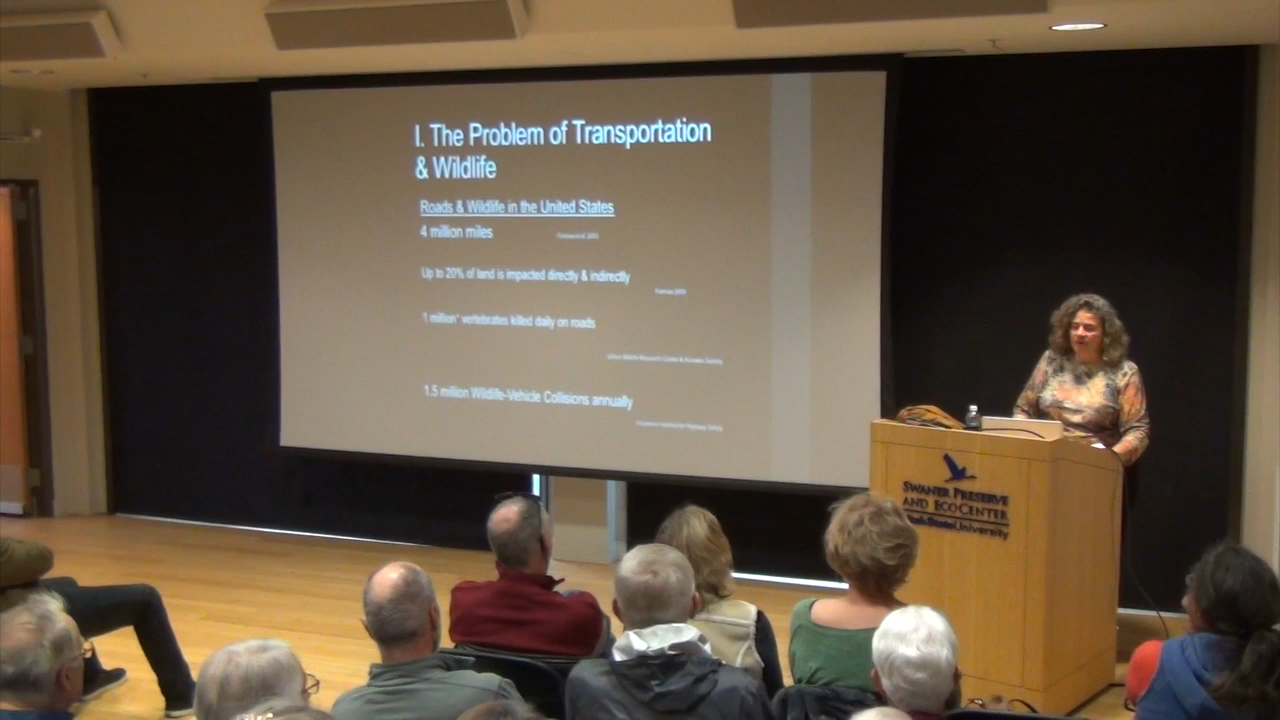 I. The Problem of Transportation
& Wildlife
Roads & Wildlife in the United States
4 million miles
Up to 20% of land is impacted directly & indirectly
1 million* vertebrates killed daily on roads
1.5 million Wildlife-Vehicle Collisions annually
SWANER PRESERVE
AND ECOCENTER
UtahStateUniversity